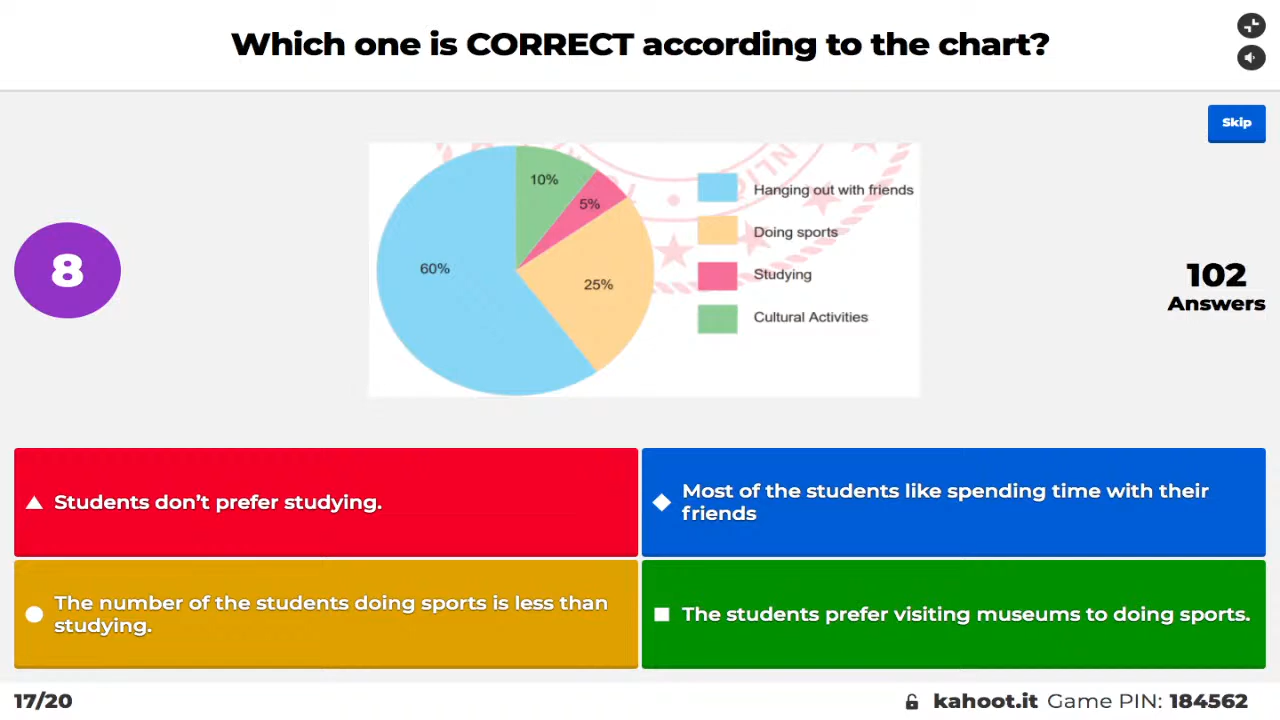 Which one is CORRECT according to the chart?
Skip
10%
5%
60%
25%
Hanging out with friends
Doing sports
Studying
Cultural Activities
8
102
Answers
Students don't prefer studying.
Most of the students like spending time with their
friends
The number of the students doing sports is less than
studying.
The students prefer visiting museums to doing sports.
17/20
kahoot.it Game PIN: 184562